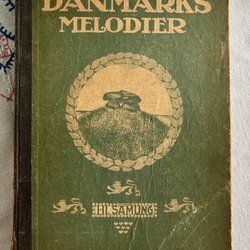 DANMARKS
MELODIER
III. SAMLING